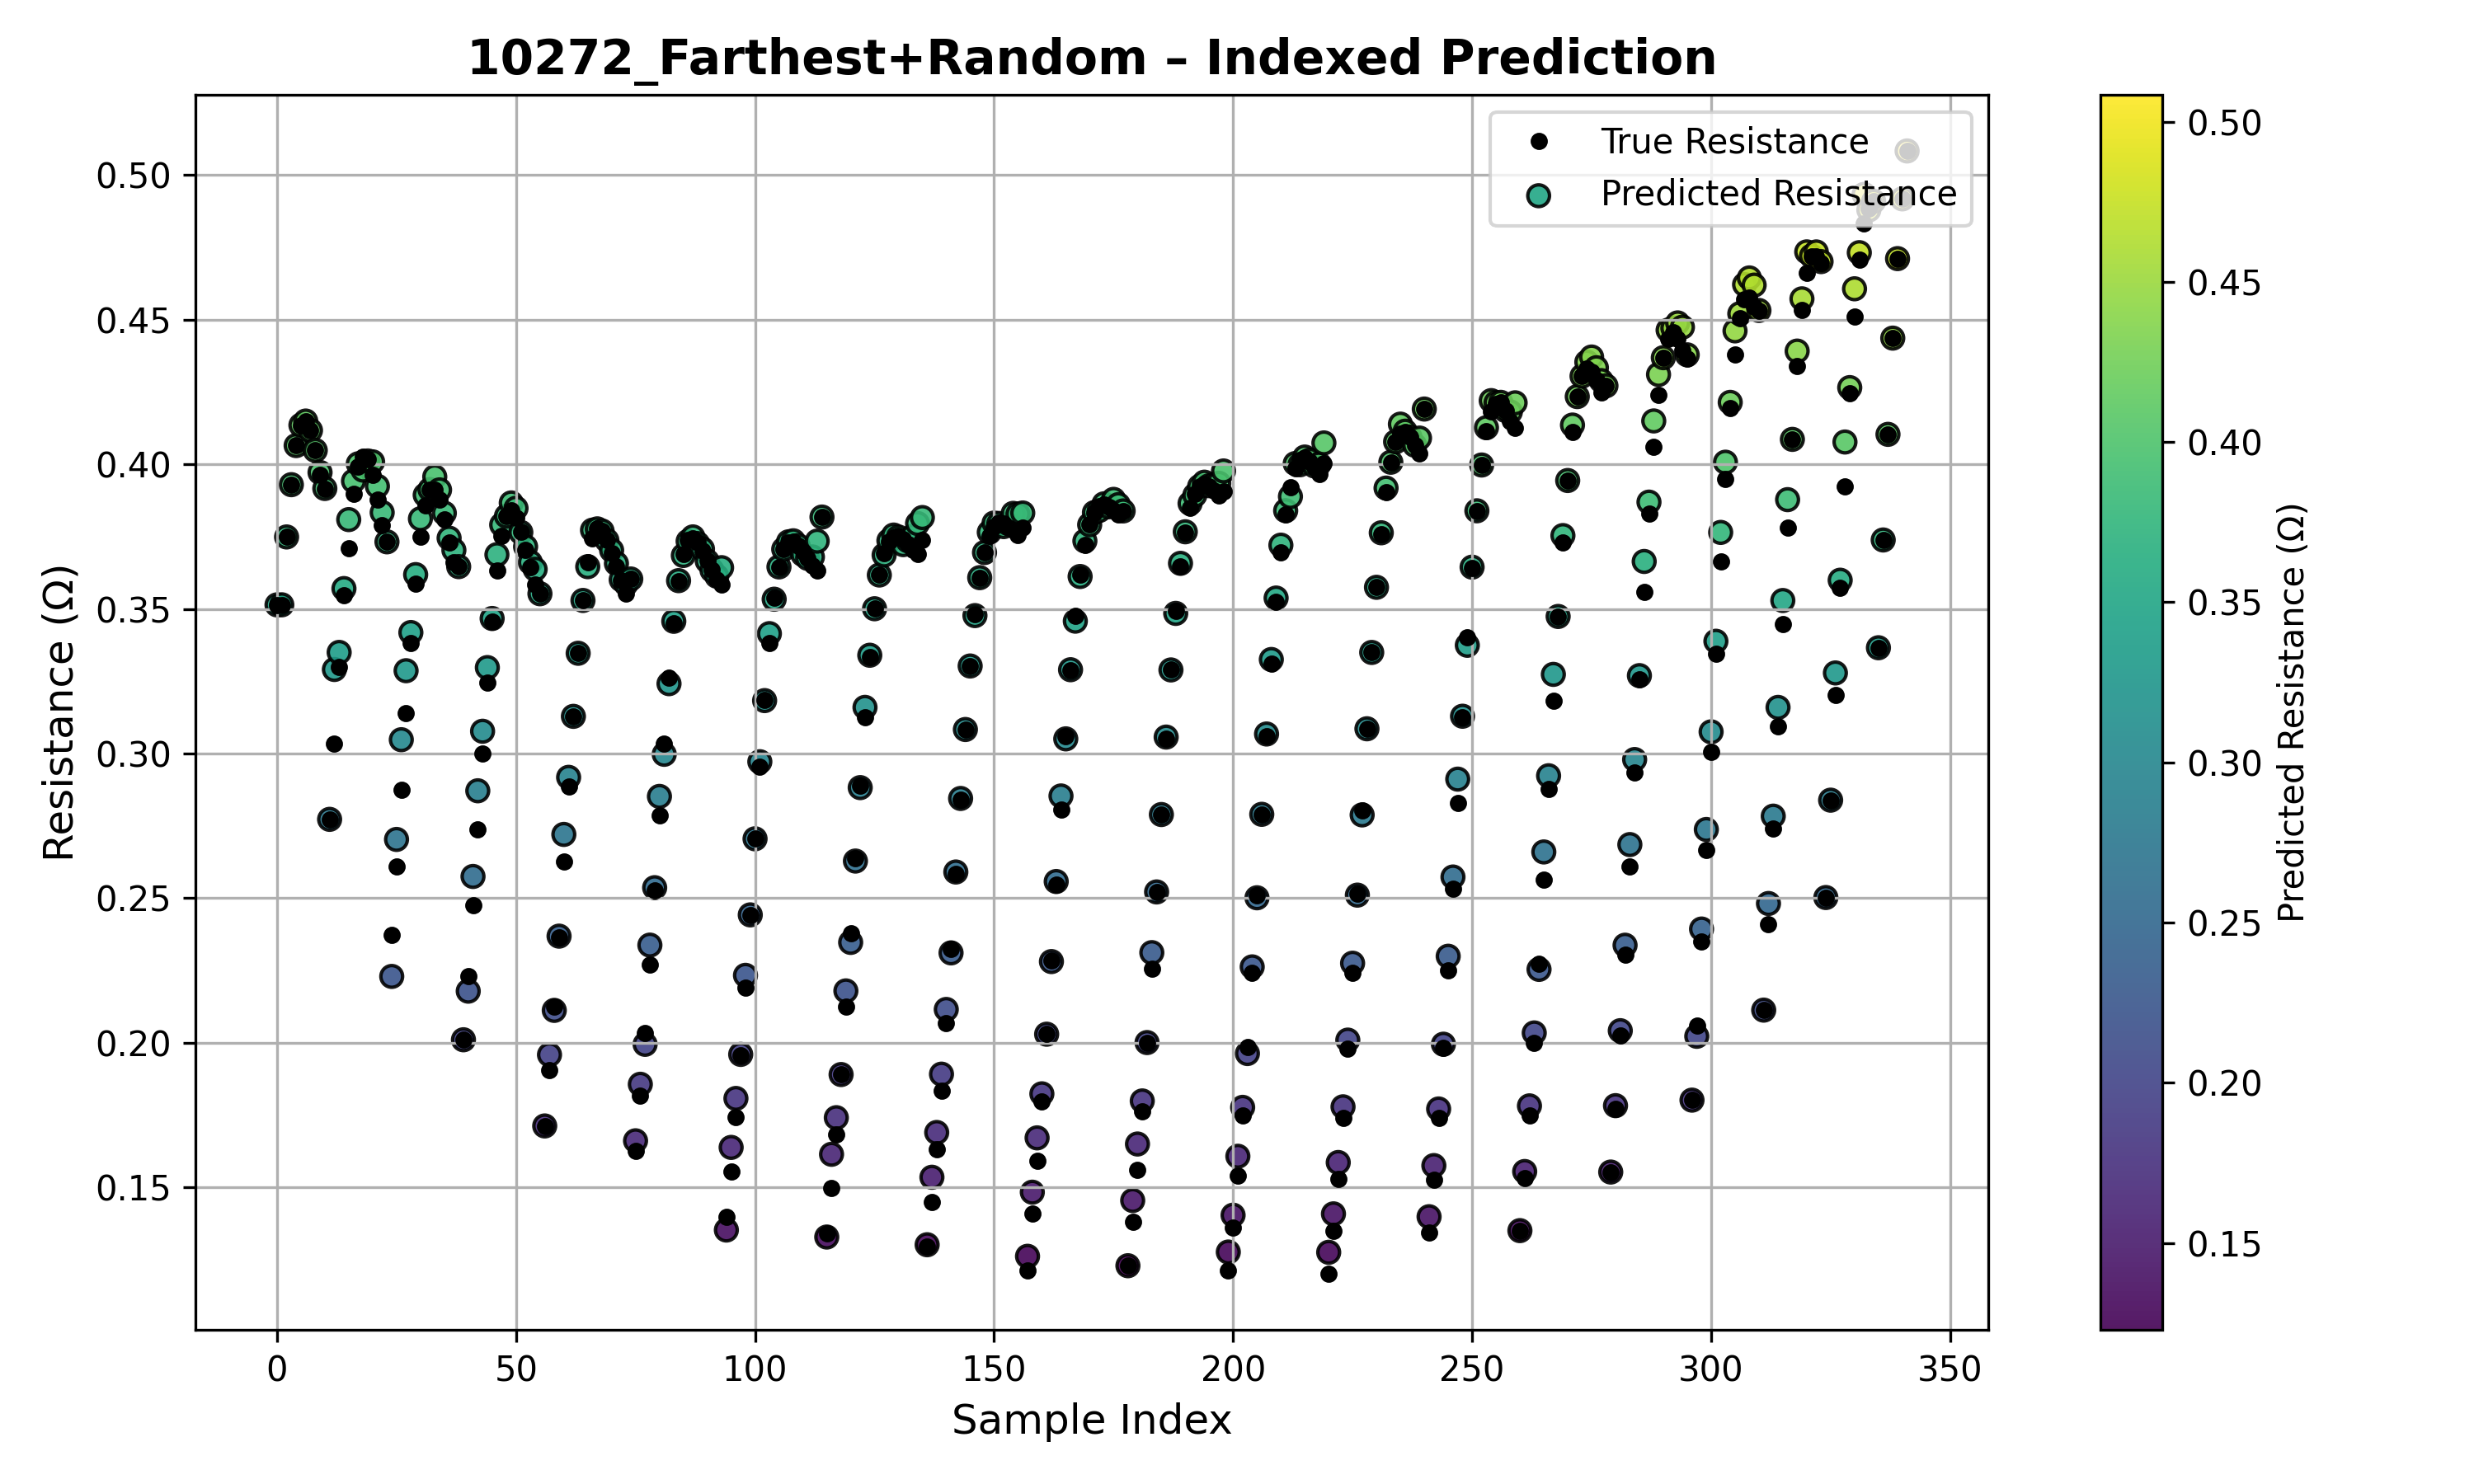 10272_Farthest+Random – Indexed Prediction
True Resistance
Predicted Resistance
Resistance (Ω)
0.50
0.45
0.40
0.35
0.30
0.25
0.20
0.15
0 50 100 150 200 250 300 350
Sample Index
0.50
0.45
0.40
0.35
0.30
0.25
0.20
0.15
Predicted Resistance (Ω)